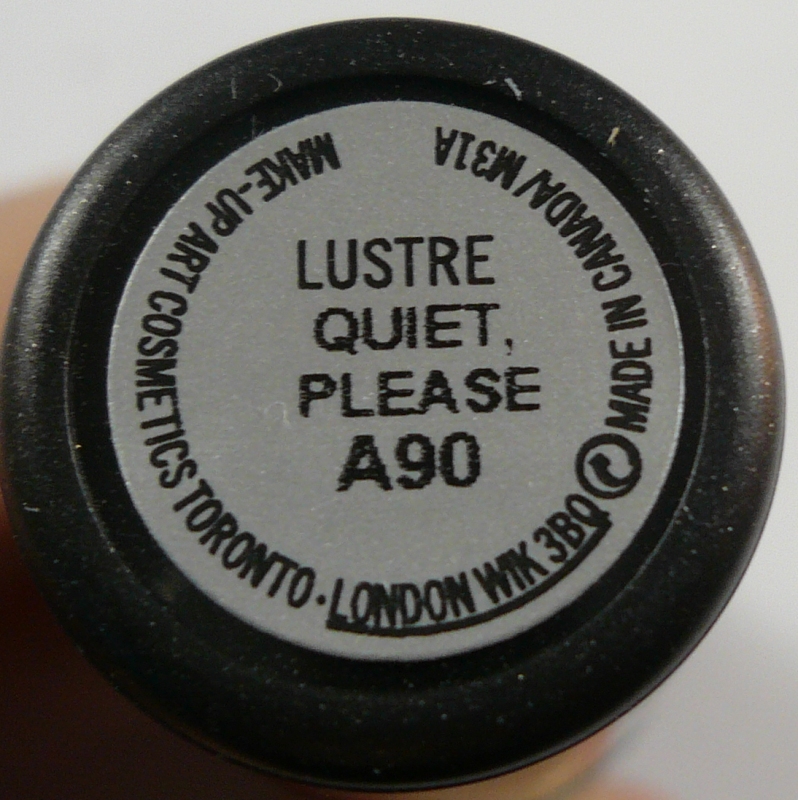 LUSTRE
QUIET,
PLEASE
A90
MAKE-UP ART COSMETICS TORONTO · LONDON W1K 3BQ MADE IN CANADA/ M31A